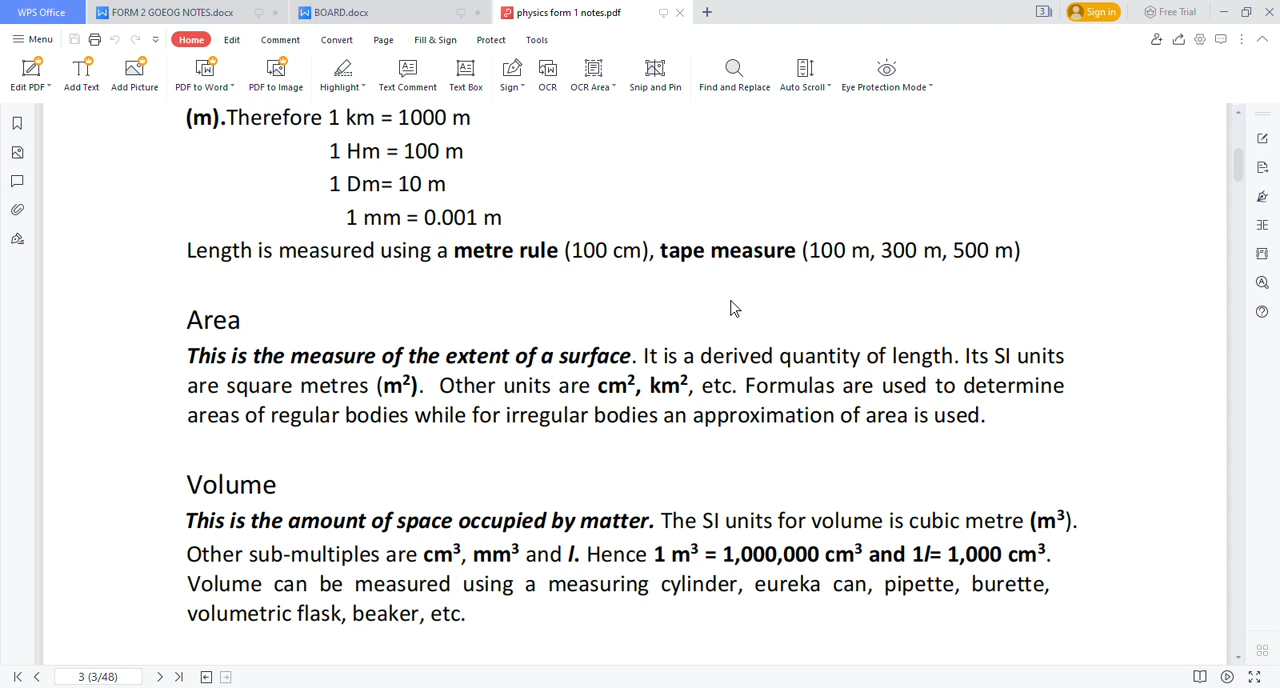 WPS Office FORM 2 GOEOG NOTES.docx BOARD.docx physics form 1 notes.pdf + 3 Sign in Free Trial
Menu Home Edit Comment Convert Page Fill & Sign Protect Tools
Edit PDF Add Text Add Picture PDF to Word PDF to Image Highlight Text Comment Text Box Sign OCR OCR Area Snip and Pin Find and Replace Auto Scroll Eye Protection Mode
(m).Therefore 1 km = 1000 m
1 Hm = 100 m
1 Dm= 10 m
1 mm = 0.001 m
Length is measured using a metre rule (100 cm), tape measure (100 m, 300 m, 500 m)
Area
This is the measure of the extent of a surface. It is a derived quantity of length. Its SI units
are square metres (m²). Other units are cm², km², etc. Formulas are used to determine
areas of regular bodies while for irregular bodies an approximation of area is used.
Volume
This is the amount of space occupied by matter. The SI units for volume is cubic metre (m³).
Other sub-multiples are cm³, mm³ and l. Hence 1 m³ = 1,000,000 cm³ and 1l= 1,000 cm³.
Volume can be measured using a measuring cylinder, eureka can, pipette, burette,
volumetric flask, beaker, etc.
3 (3/48)